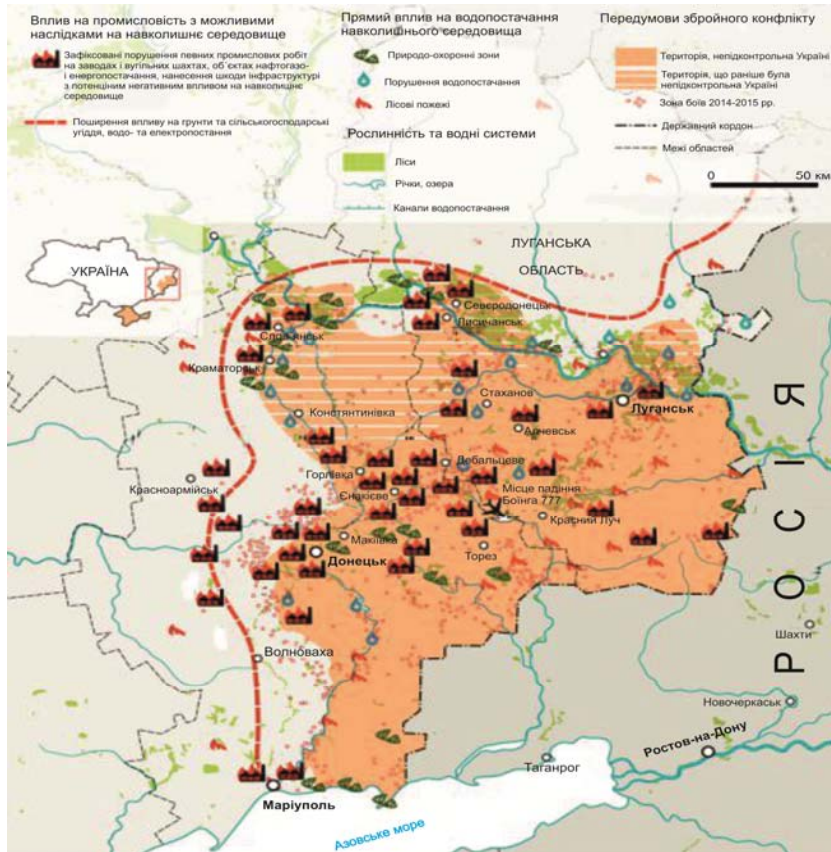 Вплив на промисловість з можливими
наслідками на навколишнє середовище
Зафіксовані порушення певних промислових робіт
на заводах і вугільних шахтах, об`єктах нафтогазо-
і енергопостачання, нанесення шкоди інфраструктурі
з потенціним негативним впливом на навколишнє
середовище
Поширення впливу на грунти та сільськогосподарські
угіддя, водо- та електропостання
Прямий вплив на водопостачання
навколишнього середовища
Природо-охоронні зони
Порушення водопостачання
Лісові пожежі
Рослинність та водні системи
Ліси
Річки, озера
Канали водопостачання
Передумови збройного конфлікту
Територія, непідконтрольна Україні
Територія, що раніше була
непідконтрольна Україні
Зона боїв 2014-2015 рр.
Державний кордон
Межі областей
0 50 км
УКРАЇНА
ЛУГАНСЬКА
ОБЛАСТЬ
Сєвєродонецьк
Лисичанськ
Слов'янськ
Краматорськ
Стаханов
Луганськ
Констянтинівка
Алчевськ
Дебальцеве
Горлівка
Красноармійськ
Єнакієве
Місце падіння
Боїнга 777
Красний Луч
Макіївка
Донецьк
Торез
РОСІЯ
Шахти
Волноваха
Новочеркаськ
Ростов-на-Дону
Таганрог
Маріуполь
Азовське море